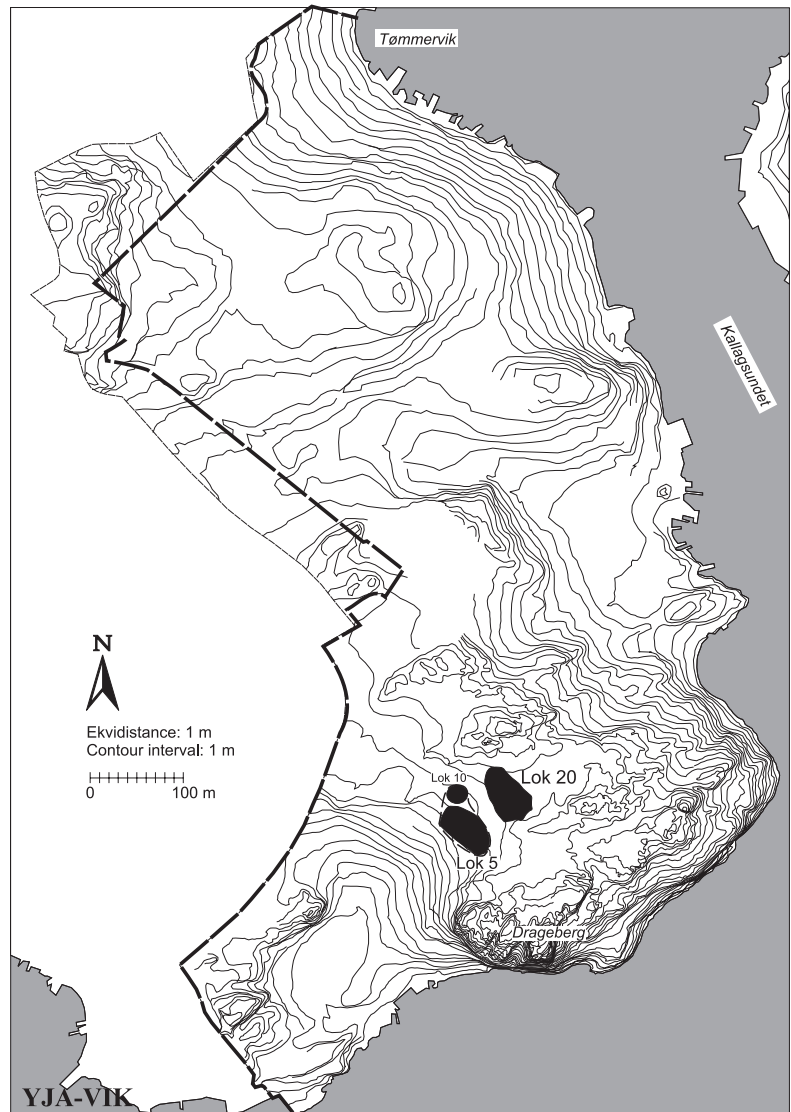 Tømmervik
Kallagsundet
N
Ekvidistance: 1 m
Contour interval: 1 m
0 100 m
Lok 10
Lok 20
Lok 5
Drageberg
YJA-VIK